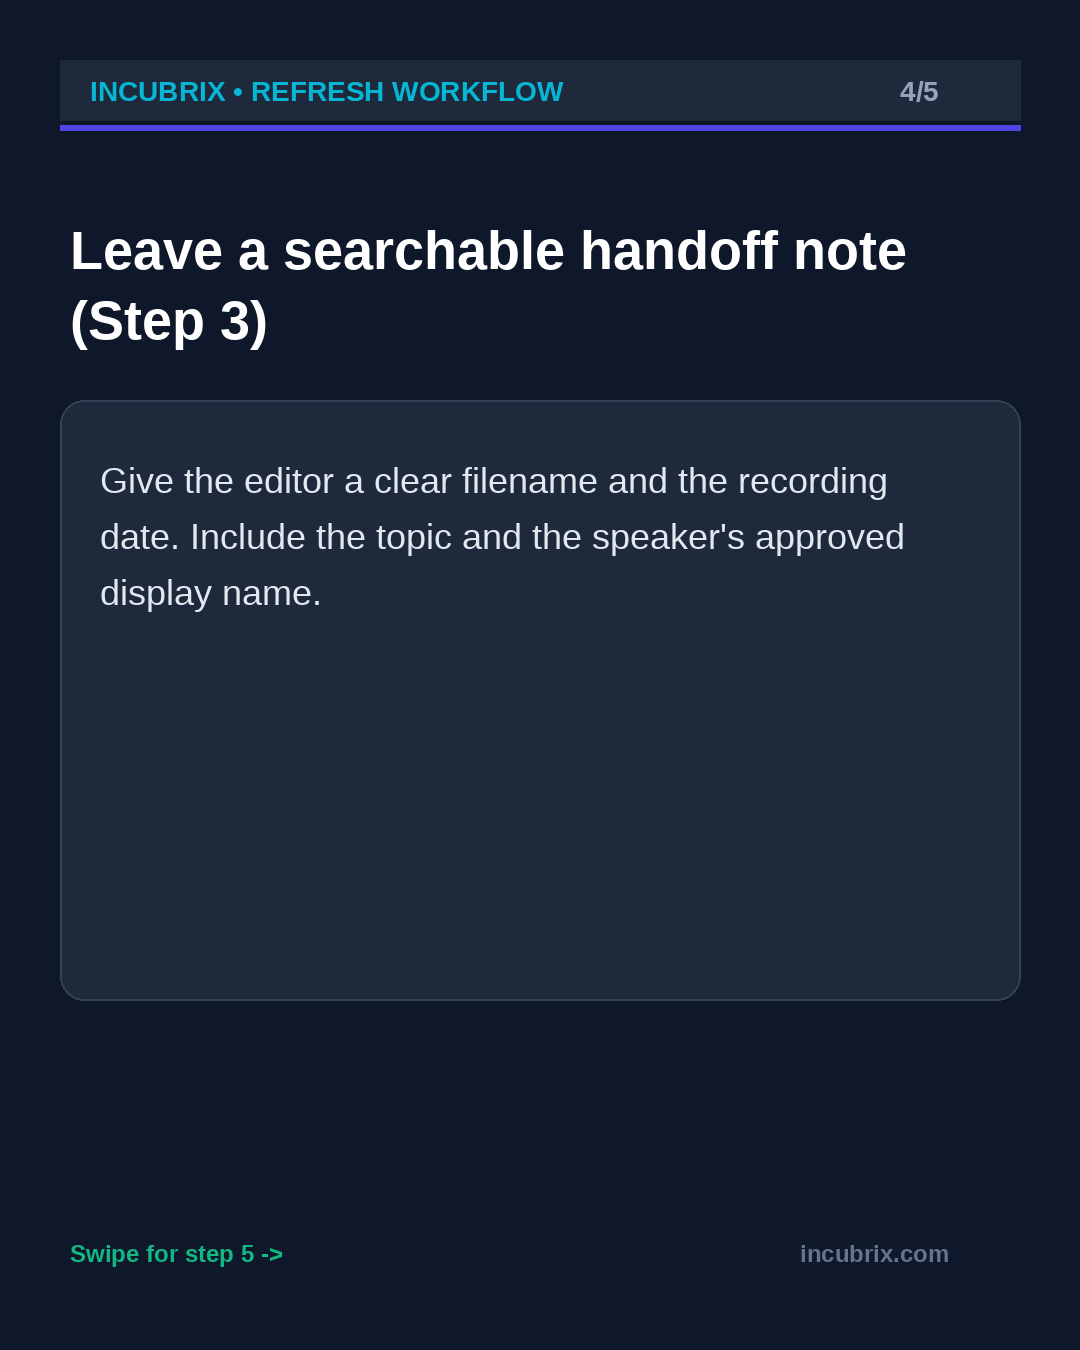 INCUBRIX • REFRESH WORKFLOW 4/5
Leave a searchable handoff note
(Step 3)
Give the editor a clear filename and the recording
date. Include the topic and the speaker's approved
display name.
Swipe for step 5 -> incubrix.com